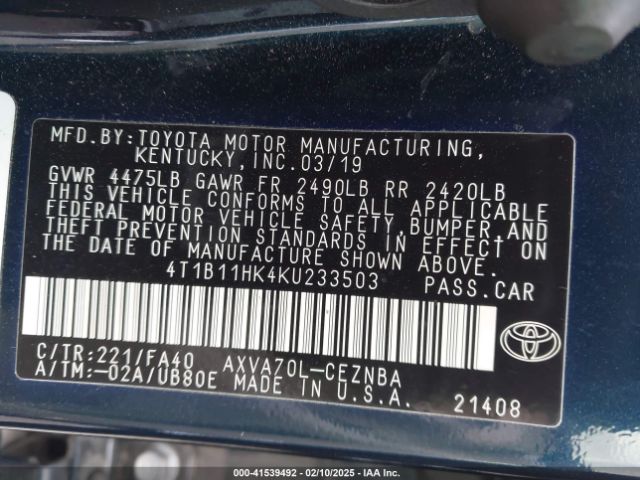 MFD.BY:TOYOTA MOTOR MANUFACTURING,
KENTUCKY, INC.03/19
GVWR 4475LB GAWR FR 2490LB RR 2420LB
THIS VEHICLE CONFORMS TO ALL APPLICABLE
FEDERAL MOTOR VEHICLE SAFETY, BUMPER, AND
THEFT PREVENTION STANDARDS IN EFFECT ON
THE DATE OF MANUFACTURE SHOWN ABOVE.
4T1B11HK4KU233503 PASS.CAR
C/TR:221/FA40 AXVA70L-CEZNBA
A/TM:-02A/UB80E MADE IN U.S.A.
21408
000-41539492 - 02/10/2025 - IAA Inc.